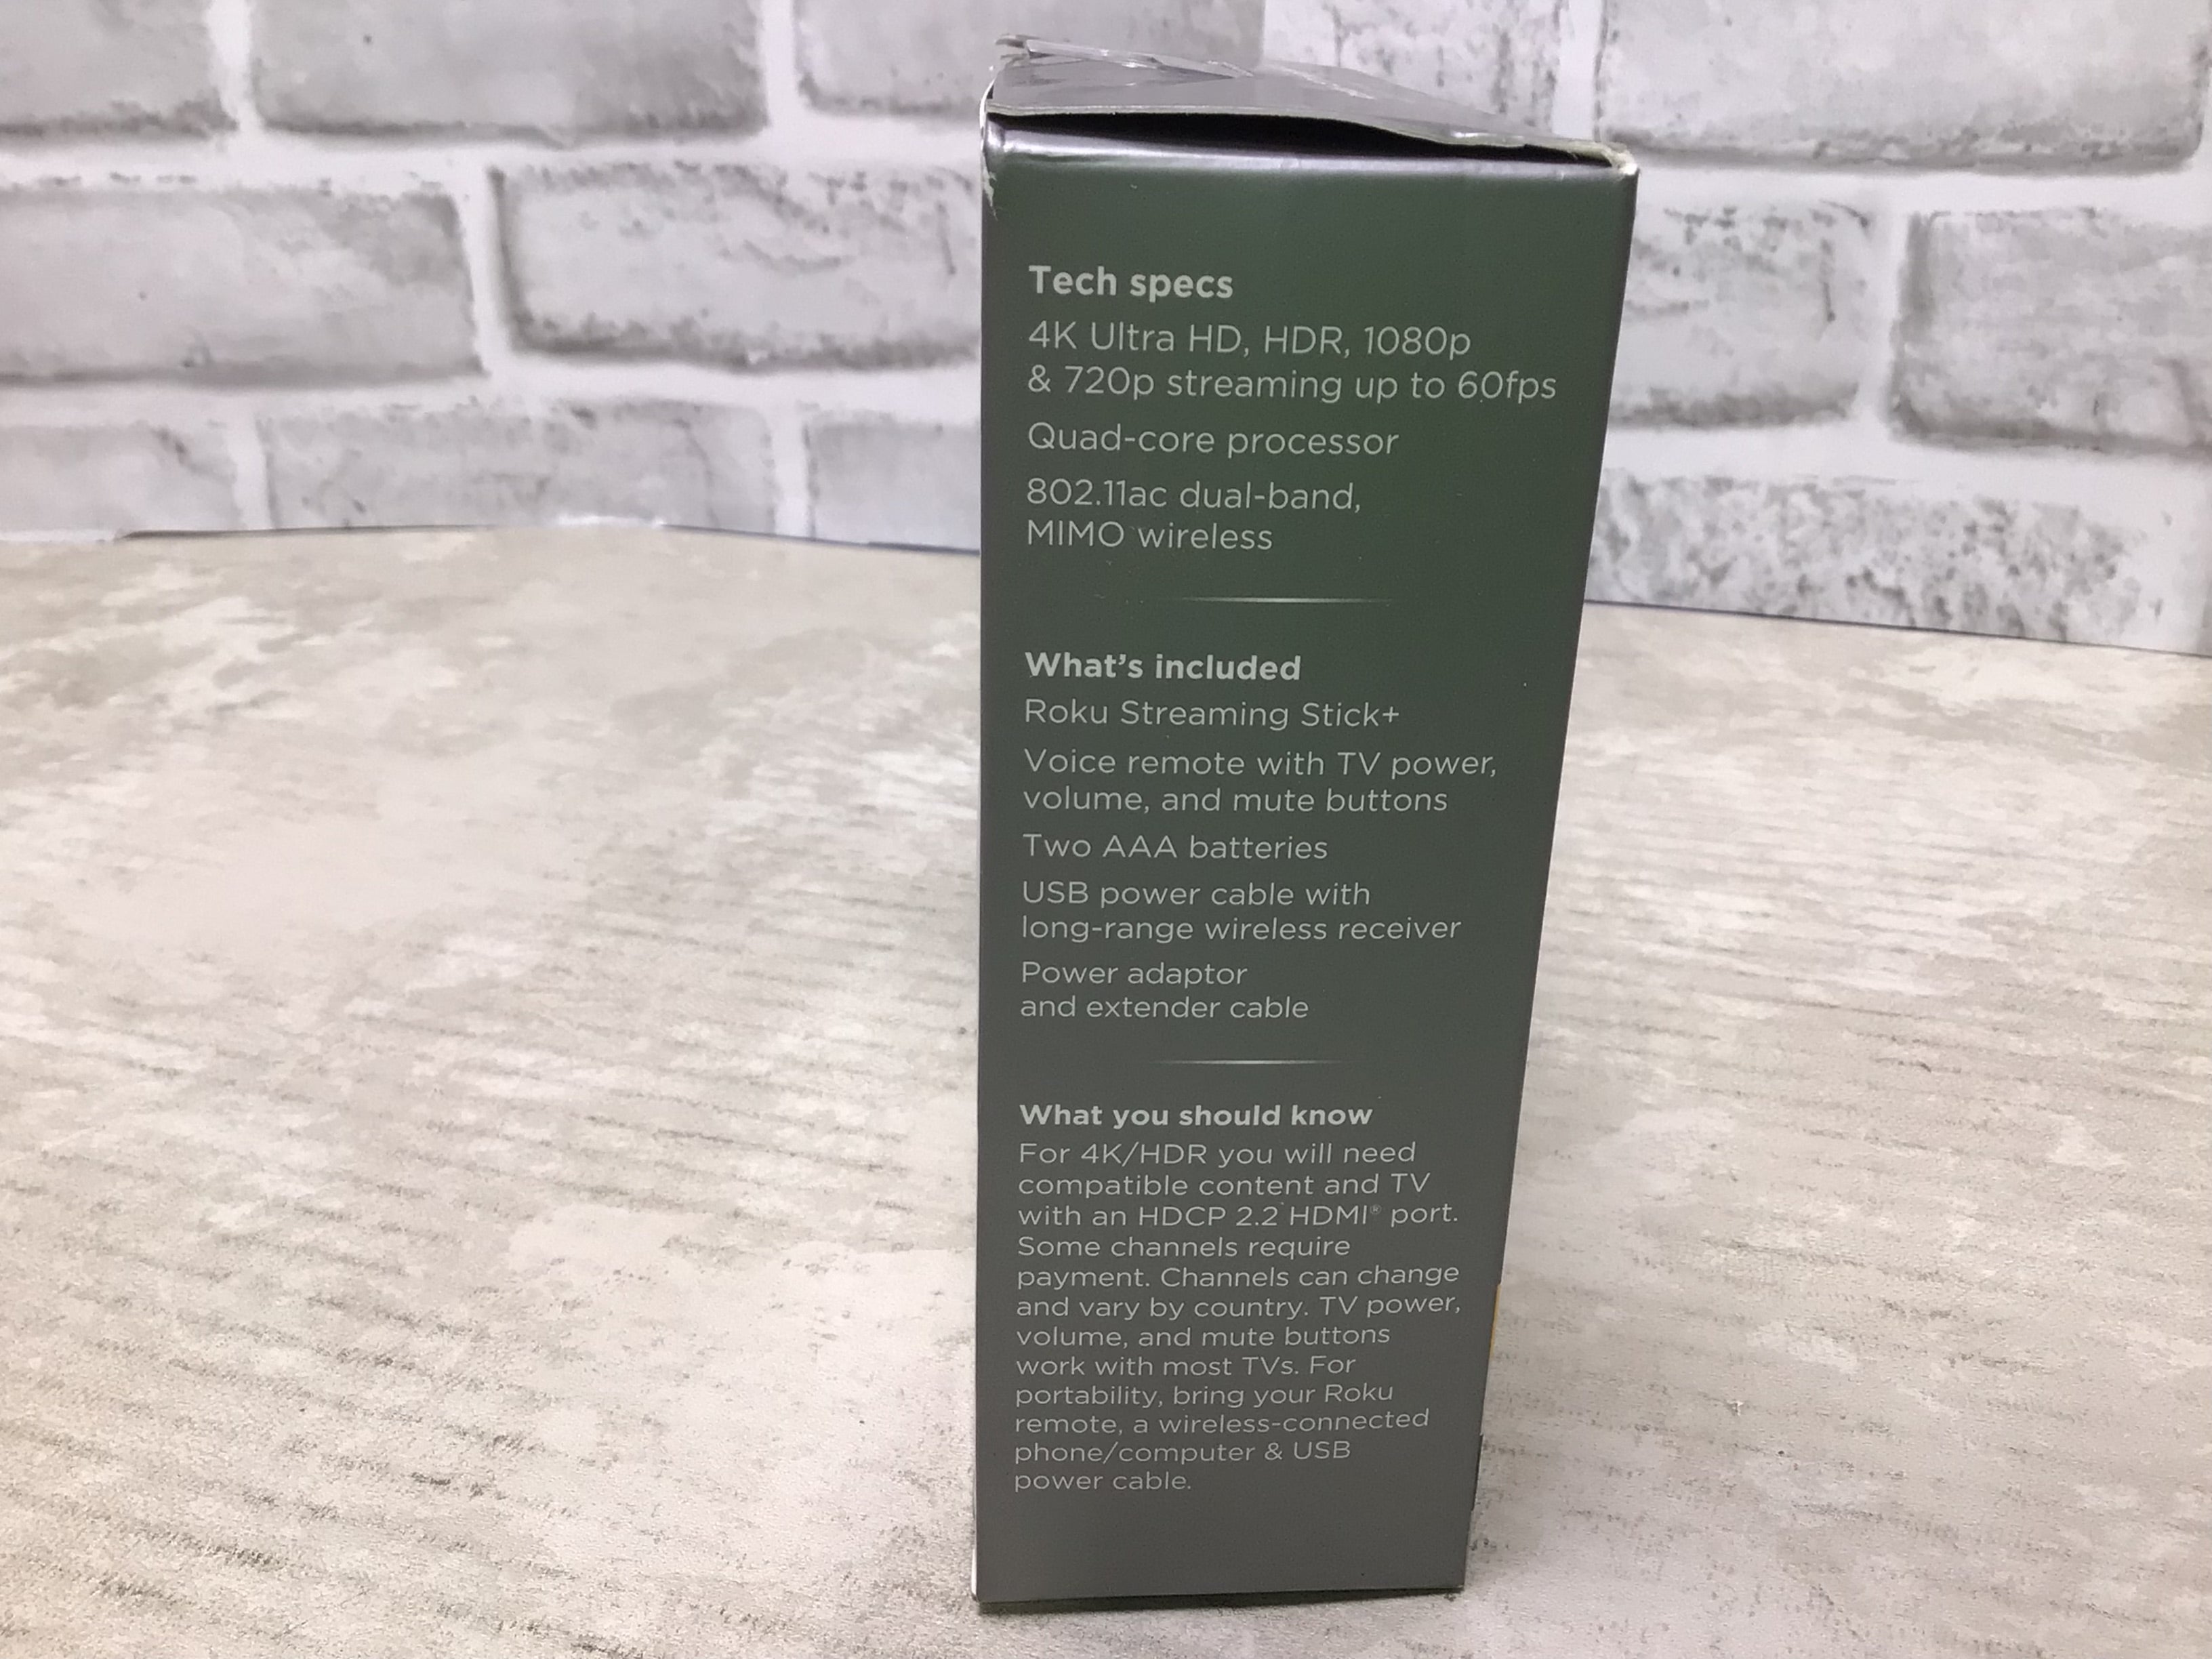 Tech specs
4K Ultra HD, HDR, 1080p
& 720p streaming up to 60fps
Quad-core processor
802.11ac dual-band,
MIMO wireless
What's included
Roku Streaming Stick+
Voice remote with TV power,
volume, and mute buttons
Two AAA batteries
USB power cable with
long-range wireless receiver
Power adaptor
and extender cable
What you should know
For 4K/HDR you will need
compatible content and TV
with an HDCP 2.2 HDMI® port.
Some channels require
payment. Channels can change
and vary by country. TV power,
volume, and mute buttons
work with most TVs. For
portability, bring your Roku
remote, a wireless-connected
phone/computer & USB
power cable.